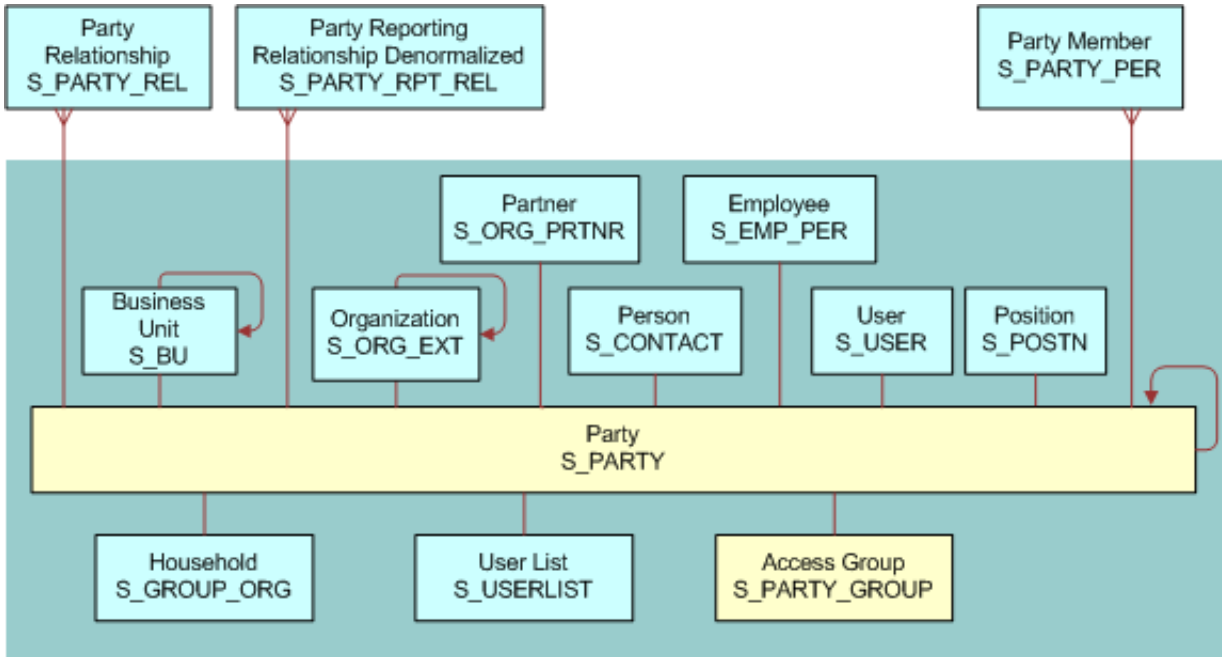 Party
Relationship
S_PARTY_REL
Party Reporting
Relationship Denormalized
S_PARTY_RPT_REL
Party Member
S_PARTY_PER
Partner
S_ORG_PRTNR
Employee
S_EMP_PER
Business
Unit
S_BU
Organization
S_ORG_EXT
Person
S_CONTACT
User
S_USER
Position
S_POSTN
Party
S_PARTY
Household
S_GROUP_ORG
User List
S_USERLIST
Access Group
S_PARTY_GROUP